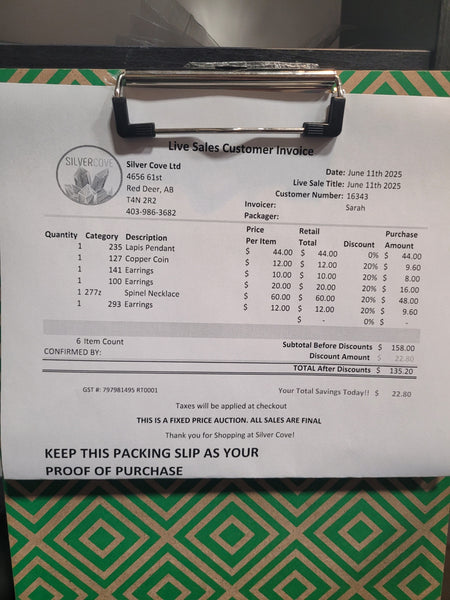 SILVERCOVE
Live Sales Customer Invoice
Silver Cove Ltd
4656 61st
Red Deer, AB
T4N 2R2
403-986-3682
Date: June 11th 2025
Live Sale Title: June 11th 2025
Customer Number: 16343
Invoicer: Sarah
Packager:
Quantity Category Description Price Per Item Retail Total Discount Purchase Amount
1 235 Lapis Pendant $ 44.00 $ 44.00 0% $ 44.00
1 127 Copper Coin $ 12.00 $ 12.00 20% $ 9.60
1 141 Earrings $ 10.00 $ 10.00 20% $ 8.00
1 100 Earrings $ 20.00 $ 20.00 20% $ 16.00
1 277z Spinel Necklace $ 60.00 $ 60.00 20% $ 48.00
1 293 Earrings $ 12.00 $ 12.00 20% $ 9.60
$ - 0% $ -
6 Item Count Subtotal Before Discounts $ 158.00
CONFIRMED BY: Discount Amount $ 22.80
TOTAL After Discounts $ 135.20
GST #: 797981495 RT0001 Your Total Savings Today!! $ 22.80
Taxes will be applied at checkout
THIS IS A FIXED PRICE AUCTION. ALL SALES ARE FINAL
Thank you for Shopping at Silver Cove!
KEEP THIS PACKING SLIP AS YOUR
PROOF OF PURCHASE